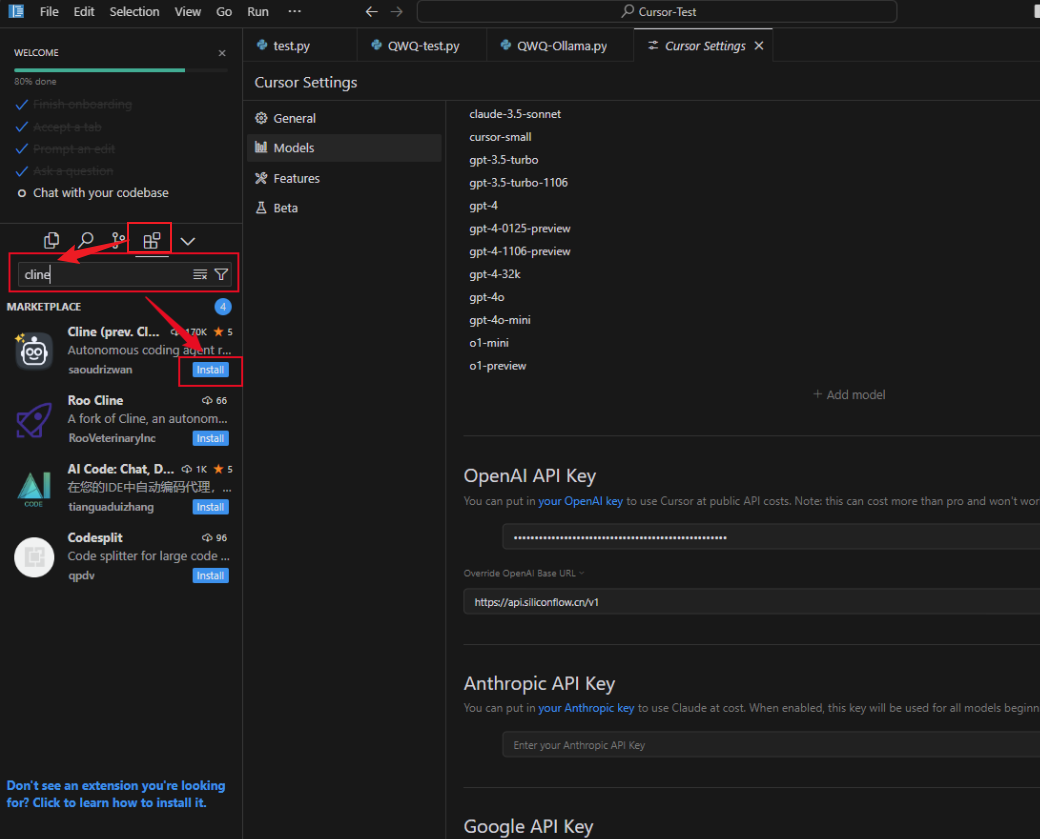 File Edit Selection View Go Run ···
Cursor-Test
WELCOME
80% done
Finish onboarding
Accept a tab
Prompt an edit
Ask a question
Chat with your codebase
cline
MARKETPLACE 4
Cline (prev. Cl... 170K ★ 5
Autonomous coding agent r...
saoudrizwan Install
Roo Cline 66
A fork of Cline, an autonom...
RooVeterinaryInc Install
AI Code: Chat, D... 1K ★ 5
在您的IDE中自动编码代理，...
tianguaduizhang Install
CODE
Codesplit 96
Code splitter for large code ...
qpdv Install
Don't see an extension you're looking
for? Click to learn how to install it.
test.py QWQ-test.py QWQ-Ollama.py Cursor Settings
Cursor Settings
General
Models
Features
Beta
claude-3.5-sonnet
cursor-small
gpt-3.5-turbo
gpt-3.5-turbo-1106
gpt-4
gpt-4-0125-preview
gpt-4-1106-preview
gpt-4-32k
gpt-4o
gpt-4o-mini
o1-mini
o1-preview
+ Add model
OpenAI API Key
You can put in your OpenAI key to use Cursor at public API costs. Note: this can cost more than pro and won't wor
••••••••••••••••••••••••••••••••••••••••••••••••••••
Override OpenAI Base URL
https://api.siliconflow.cn/v1
Anthropic API Key
You can put in your Anthropic key to use Claude at cost. When enabled, this key will be used for all models beginn
Enter your Anthropic API Key
Google API Key